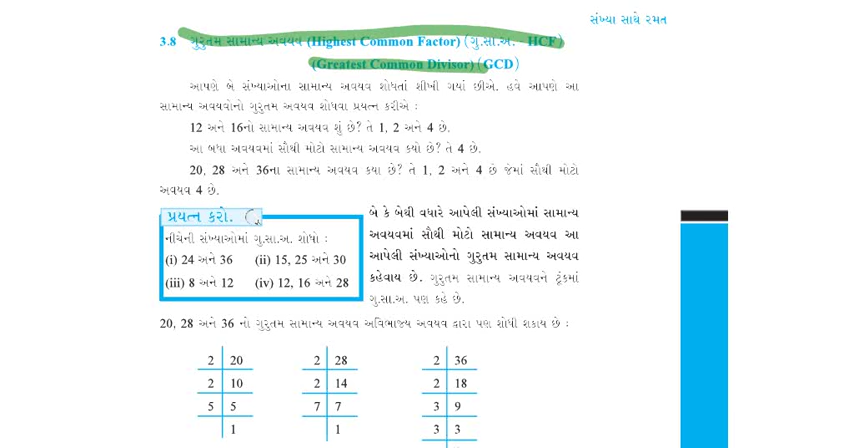 સંખ્યા સાથે રમત
3.8 ગુરુતમ સામાન્ય અવયવ (Highest Common Factor) (ગુ.સા.અ. HCF)
(Greatest Common Divisor) (GCD)
આપણે બે સંખ્યાઓના સામાન્ય અવયવ શોધતાં શીખી ગયાં છીએ. હવે આપણે આ
સામાન્ય અવયવોનો ગુરુતમ અવયવ શોધવા પ્રયત્ન કરીએ :
12 અને 16નો સામાન્ય અવયવ શું છે? તે 1, 2 અને 4 છે.
આ બધા અવયવમાં સૌથી મોટો સામાન્ય અવયવ કયો છે? તે 4 છે.
20, 28 અને 36ના સામાન્ય અવયવ કયા છે? તે 1, 2 અને 4 છે જેમાં સૌથી મોટો
અવયવ 4 છે.
પ્રયત્ન કરો.
નીચેની સંખ્યાઓમાં ગુ.સા.અ. શોધો :
(i) 24 અને 36 (ii) 15, 25 અને 30
(iii) 8 અને 12 (iv) 12, 16 અને 28
બે કે બેથી વધારે આપેલી સંખ્યાઓમાં સામાન્ય
અવયવમાં સૌથી મોટો સામાન્ય અવયવ આ
આપેલી સંખ્યાઓનો ગુરુતમ સામાન્ય અવયવ
કહેવાય છે. ગુરુતમ સામાન્ય અવયવને ટૂંકમાં
ગુ.સા.અ. પણ કહે છે.
20, 28 અને 36 નો ગુરુતમ સામાન્ય અવયવ અવિભાજ્ય અવયવ દ્વારા પણ શોધી શકાય છે :
2 20 2 28 2 36
2 10 2 14 2 18
5 5 7 7 3 9
1 1 3 3